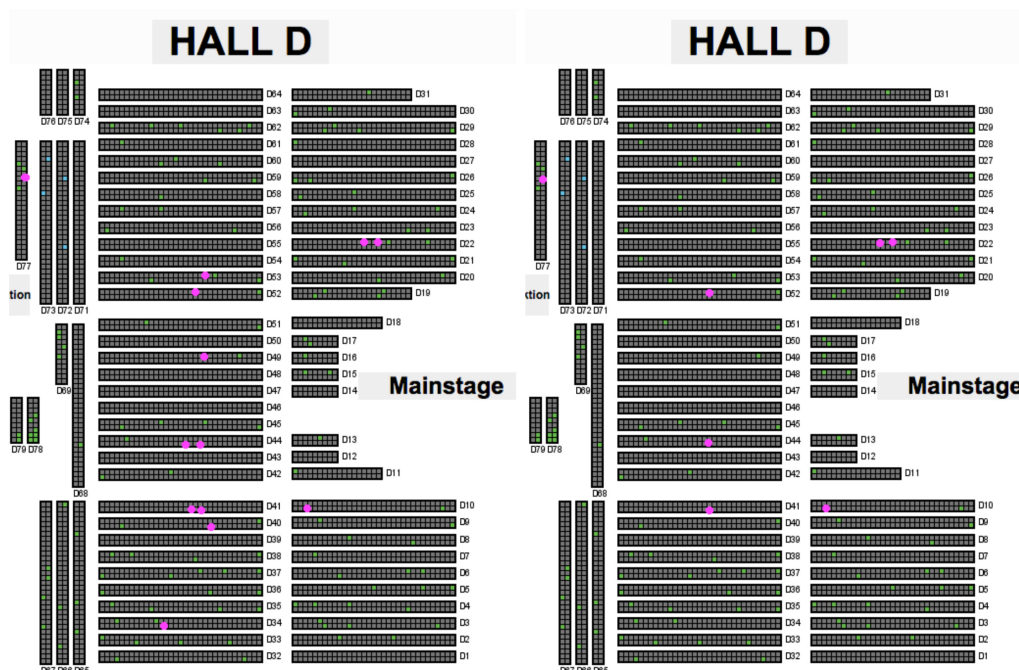 HALL D
D64 D31
D63 D30
D76 D75 D74 D62 D29
D61 D28
D60 D27
D59 D26
D58 D25
D57 D24
D56 D23
D55 D22
D77 D54 D21
D53 D20
tion D52 D19
D73 D72 D71
D51 D18
D50 D17
D49 D16
D48 D15
D69 D47 D14
Mainstage
D46
D45
D79 D78 D44 D13
D43 D12
D42 D11
D68
D41 D10
D40 D9
D39 D8
D38 D7
D37 D6
D36 D5
D35 D4
D34 D3
D33 D2
D67 D66 D65 D32 D1
HALL D
D64 D31
D63 D30
D76 D75 D74 D62 D29
D61 D28
D60 D27
D59 D26
D58 D25
D57 D24
D56 D23
D55 D22
D77 D54 D21
D53 D20
tion D52 D19
D73 D72 D71
D51 D18
D50 D17
D49 D16
D48 D15
D69 D47 D14
Mainstage
D46
D45
D79 D78 D44 D13
D43 D12
D42 D11
D68
D41 D10
D40 D9
D39 D8
D38 D7
D37 D6
D36 D5
D35 D4
D34 D3
D33 D2
D67 D66 D65 D32 D1